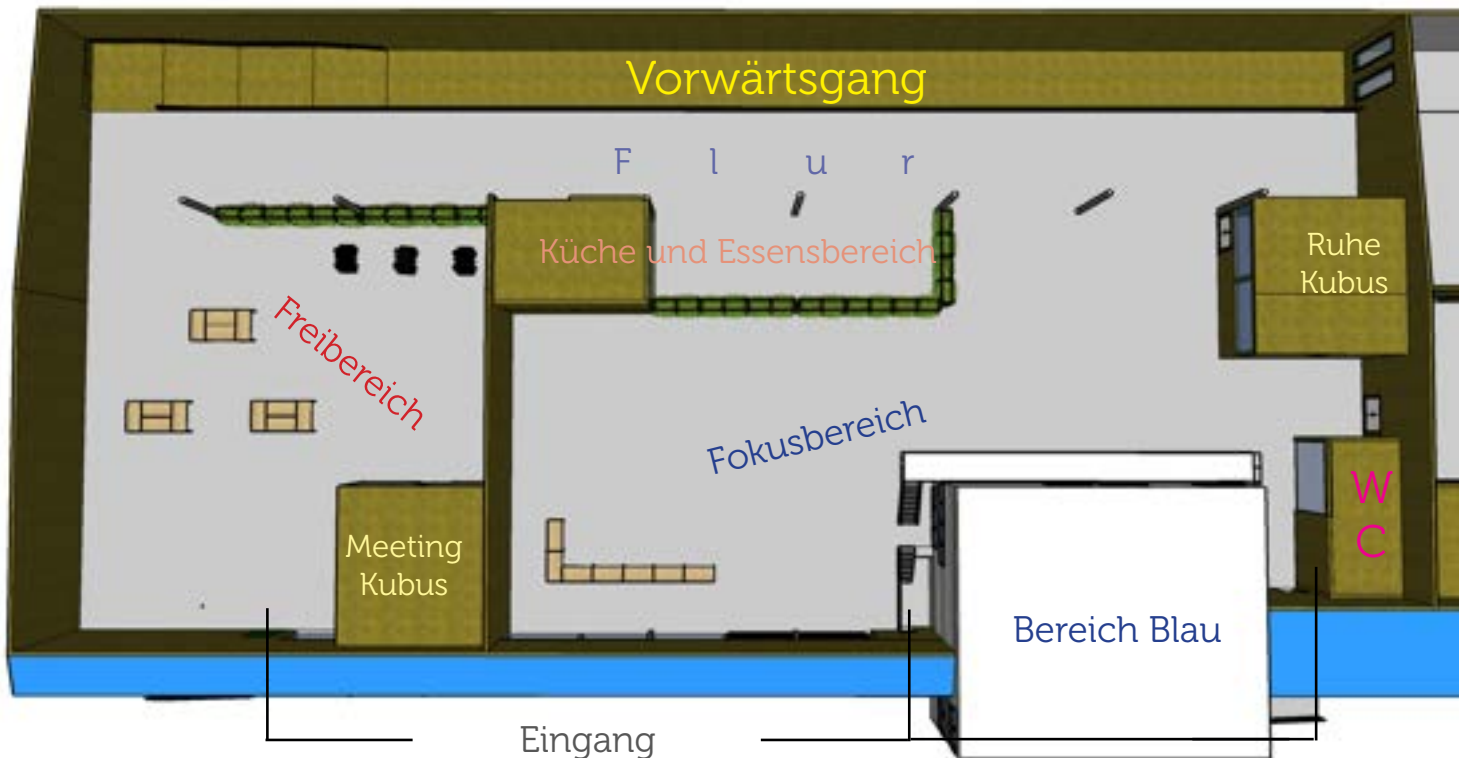 Vorwärtsgang
F l u r
Küche und Essensbereich
Ruhe
Kubus
Freibereich
Fokusbereich
Meeting
Kubus
W
C
Bereich Blau
Eingang